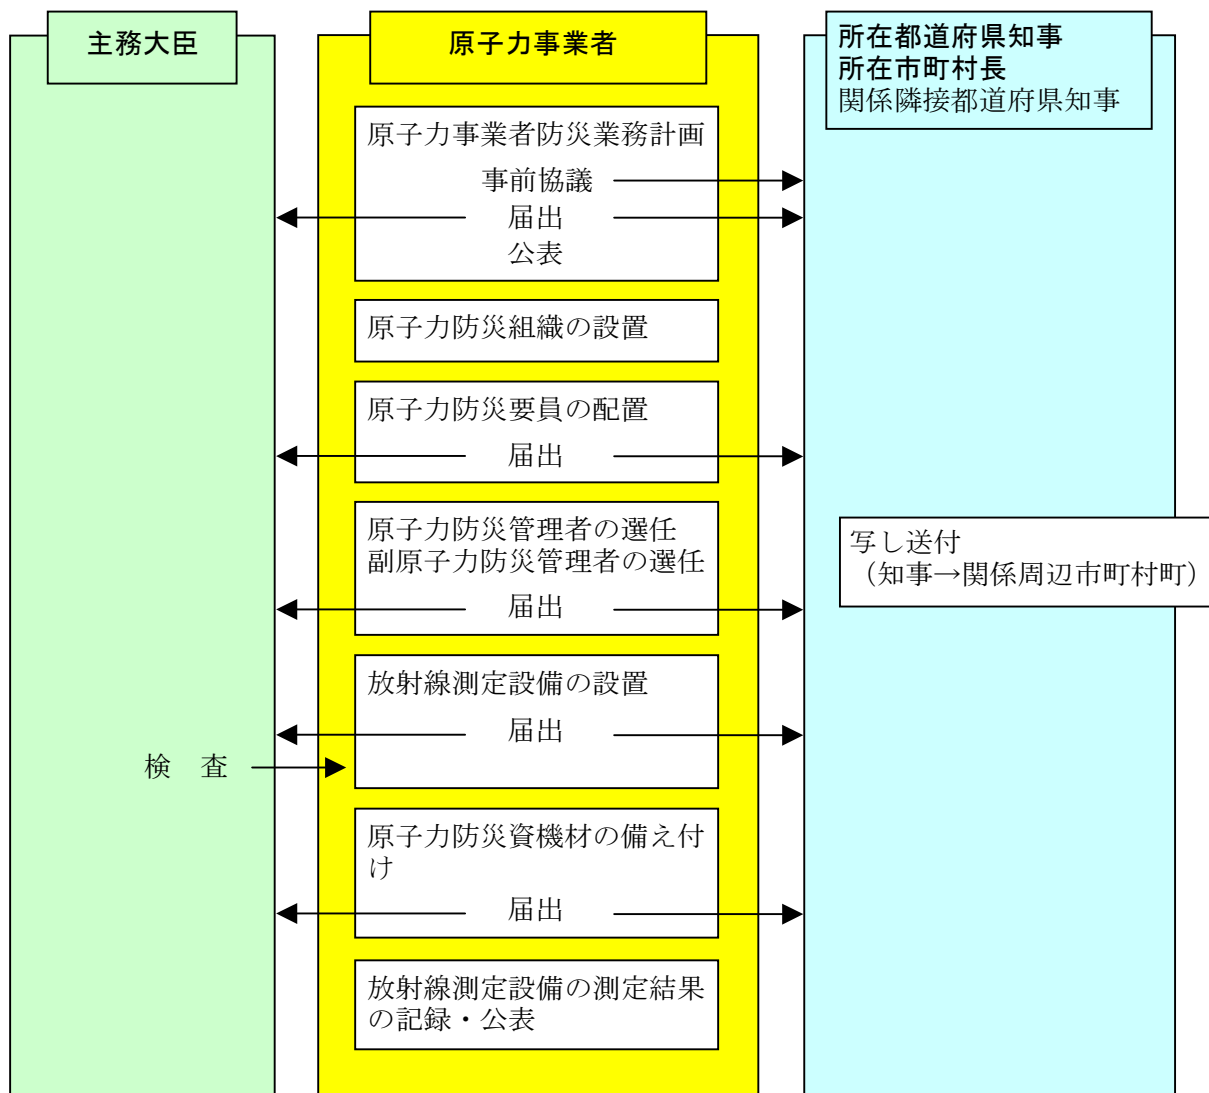 主務大臣
原子力事業者
所在都道府県知事
所在市町村長
関係隣接都道府県知事
原子力事業者防災業務計画
事前協議
届出
公表
原子力防災組織の設置
原子力防災要員の配置
届出
原子力防災管理者の選任
副原子力防災管理者の選任
届出
写し送付
（知事→関係周辺市町村町）
放射線測定設備の設置
届出
検　査
原子力防災資機材の備え付
け
届出
放射線測定設備の測定結果
の記録・公表